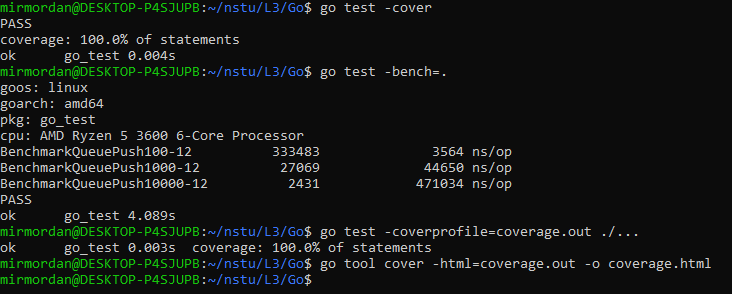 mirmordan@DESKTOP-P4SJUPB:~/nstu/L3/Go$ go test -cover
PASS
coverage: 100.0% of statements
ok      go_test 0.004s
mirmordan@DESKTOP-P4SJUPB:~/nstu/L3/Go$ go test -bench=.
goos: linux
goarch: amd64
pkg: go_test
cpu: AMD Ryzen 5 3600 6-Core Processor
BenchmarkQueuePush100-12          333483              3564 ns/op
BenchmarkQueuePush1000-12          27069             44650 ns/op
BenchmarkQueuePush10000-12          2431            471034 ns/op
PASS
ok      go_test 4.089s
mirmordan@DESKTOP-P4SJUPB:~/nstu/L3/Go$ go test -coverprofile=coverage.out ./...
ok      go_test 0.003s  coverage: 100.0% of statements
mirmordan@DESKTOP-P4SJUPB:~/nstu/L3/Go$ go tool cover -html=coverage.out -o coverage.html
mirmordan@DESKTOP-P4SJUPB:~/nstu/L3/Go$